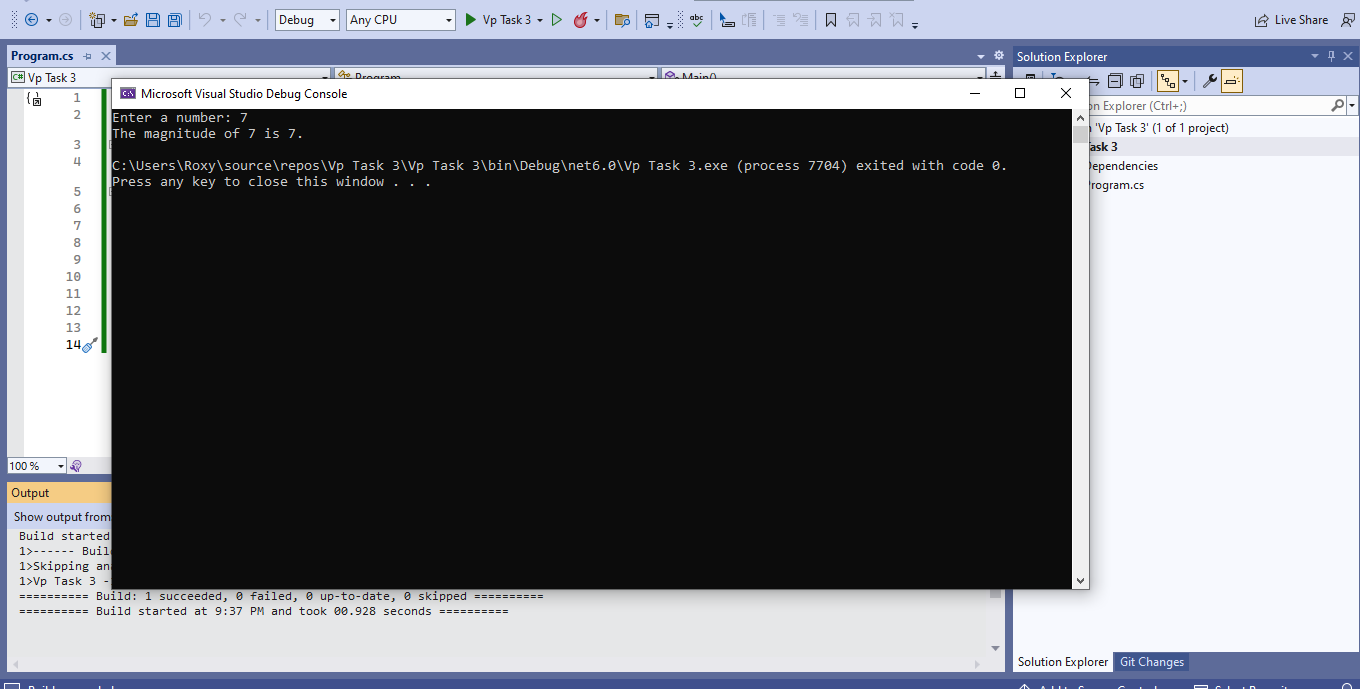 Debug
Any CPU
Vp Task 3
abc
Live Share
Program.cs
Solution Explorer
C# Vp Task 3
Program
Main()
Microsoft Visual Studio Debug Console
Explorer (Ctrl+;)
'Vp Task 3' (1 of 1 project)
Task 3
Dependencies
Program.cs
Enter a number: 7
The magnitude of 7 is 7.
C:\Users\Roxy\source\repos\Vp Task 3\Vp Task 3\bin\Debug\net6.0\Vp Task 3.exe (process 7704) exited with code 0.
Press any key to close this window . . .
1
2
3
4
5
6
7
8
9
10
11
12
13
14
100 %
Output
Show output from
Build started
1>------ Buil
1>Skipping an
1>Vp Task 3 -
========== Build: 1 succeeded, 0 failed, 0 up-to-date, 0 skipped ==========
========== Build started at 9:37 PM and took 00.928 seconds ==========
Solution Explorer
Git Changes